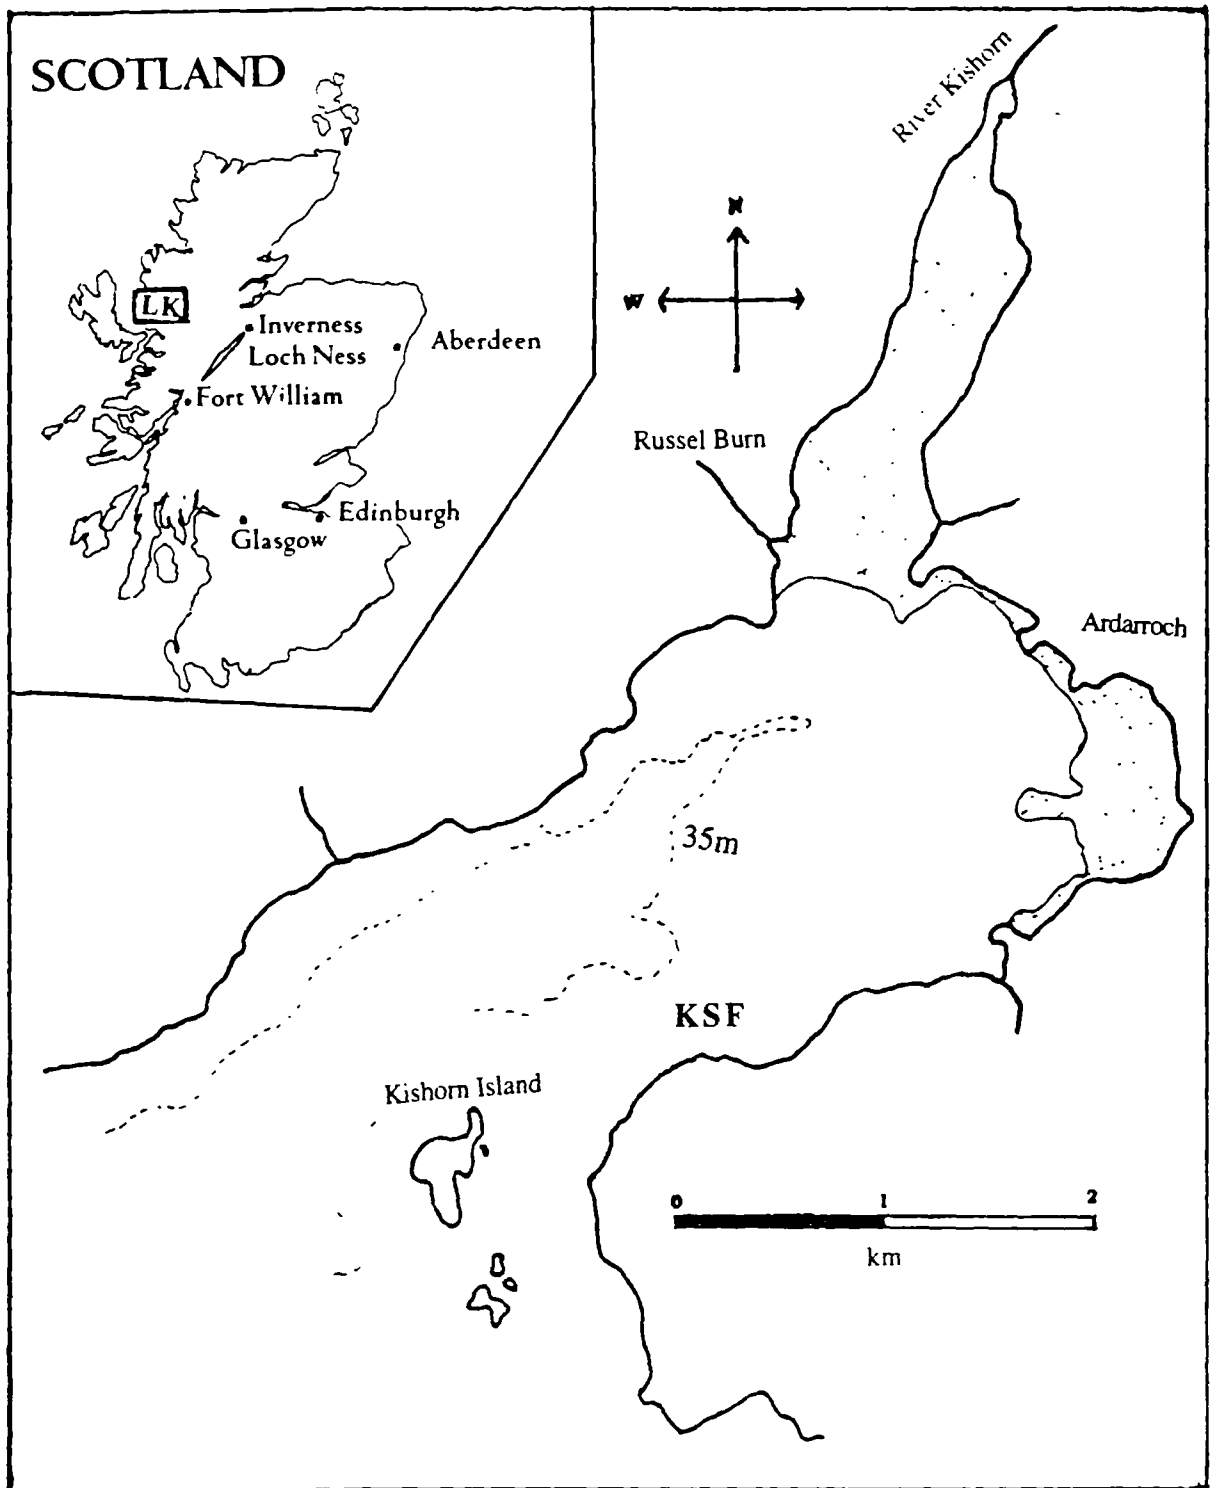 SCOTLAND
LK
Inverness
Loch Ness
Aberdeen
Fort William
Edinburgh
Glasgow
River Kishorn
N
W
Russel Burn
Ardarroch
35m
KSF
Kishorn Island
0 1 2
km